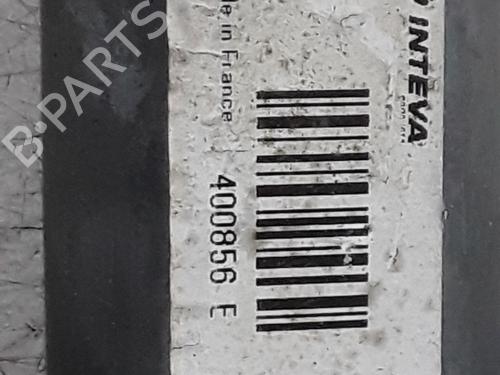 INTEVA
in France
400856 E
B-PARTS